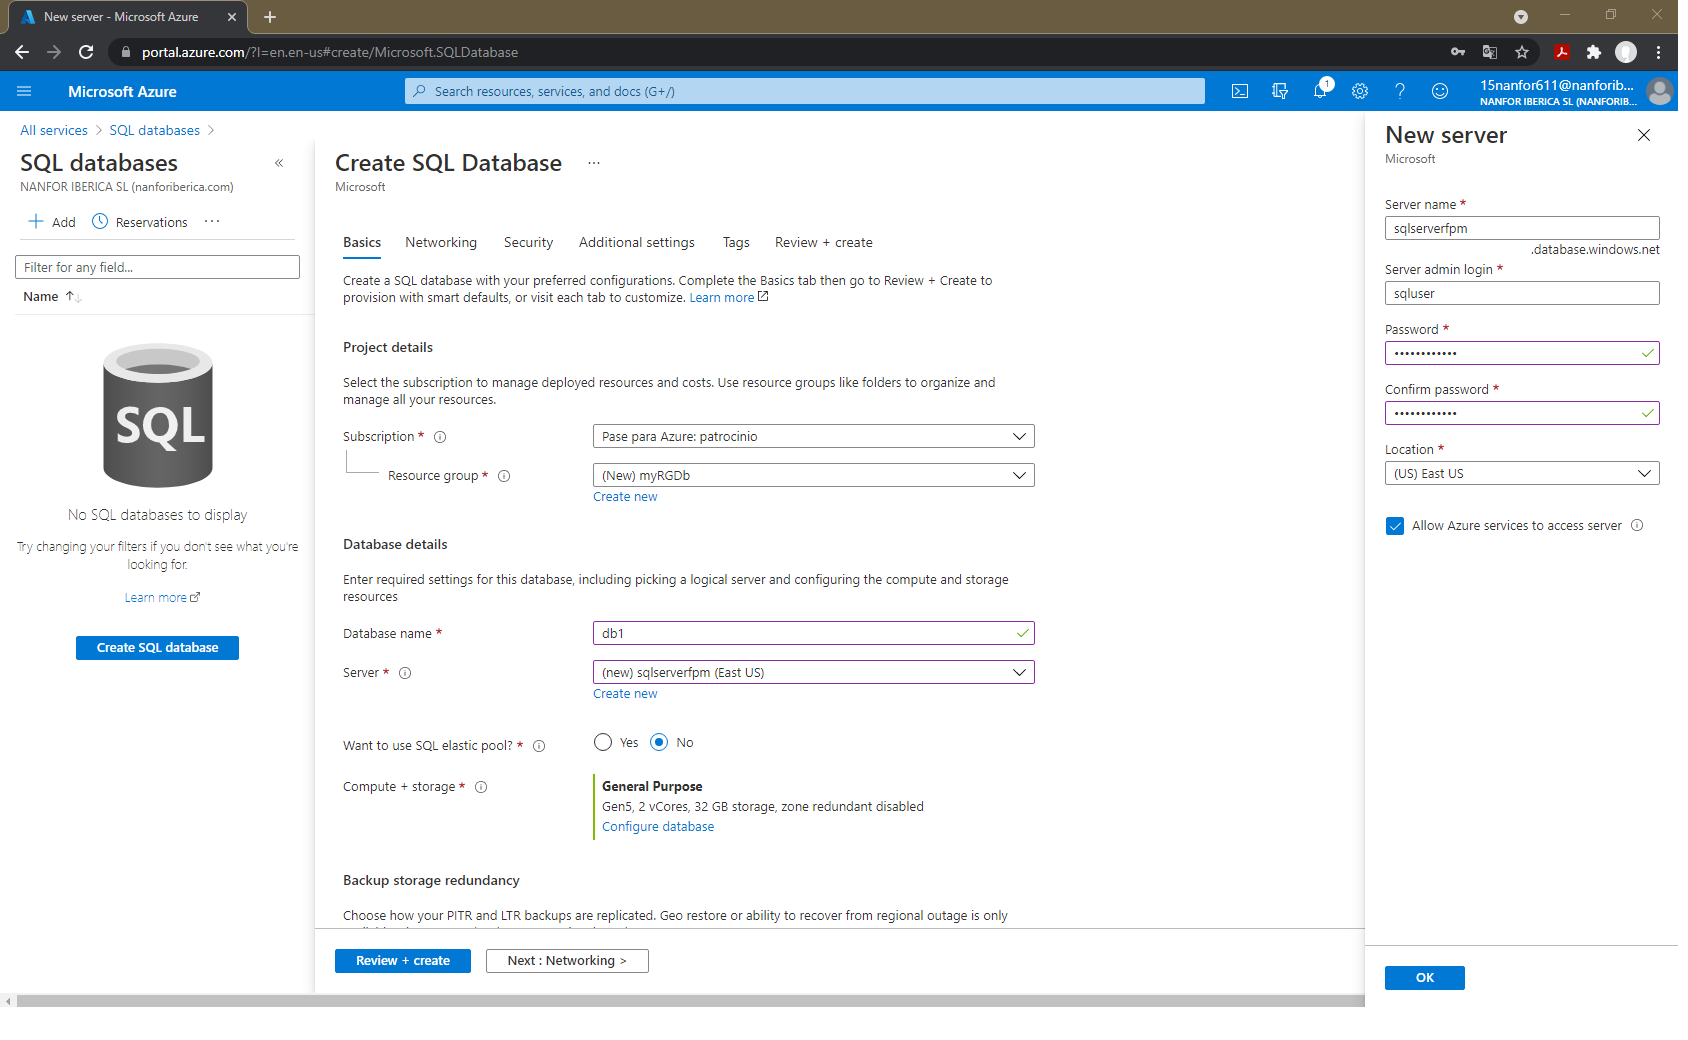 New server - Microsoft Azure
portal.azure.com/?l=en.en-us#create/Microsoft.SQLDatabase
Microsoft Azure
Search resources, services, and docs (G+/)
1
15nanfor611@nanforib...
NANFOR IBERICA SL (NANFORIB...
All services > SQL databases >
SQL databases
NANFOR IBERICA SL (nanforiberica.com)
Add
Reservations
Filter for any field...
Name
SQL
No SQL databases to display
Try changing your filters if you don't see what you're
looking for.
Learn more
Create SQL database
Create SQL Database
Microsoft
Basics
Networking
Security
Additional settings
Tags
Review + create
Create a SQL database with your preferred configurations. Complete the Basics tab then go to Review + Create to
provision with smart defaults, or visit each tab to customize. Learn more
Project details
Select the subscription to manage deployed resources and costs. Use resource groups like folders to organize and
manage all your resources.
Subscription *
Pase para Azure: patrocinio
Resource group *
(New) myRGDb
Create new
Database details
Enter required settings for this database, including picking a logical server and configuring the compute and storage
resources
Database name *
db1
Server *
(new) sqlserverfpm (East US)
Create new
Want to use SQL elastic pool? *
Yes
No
Compute + storage *
General Purpose
Gen5, 2 vCores, 32 GB storage, zone redundant disabled
Configure database
Backup storage redundancy
Choose how your PITR and LTR backups are replicated. Geo restore or ability to recover from regional outage is only
Review + create
Next : Networking >
New server
Microsoft
Server name *
sqlserverfpm
.database.windows.net
Server admin login *
sqluser
Password *
••••••••••••
Confirm password *
••••••••••••
Location *
(US) East US
Allow Azure services to access server
OK